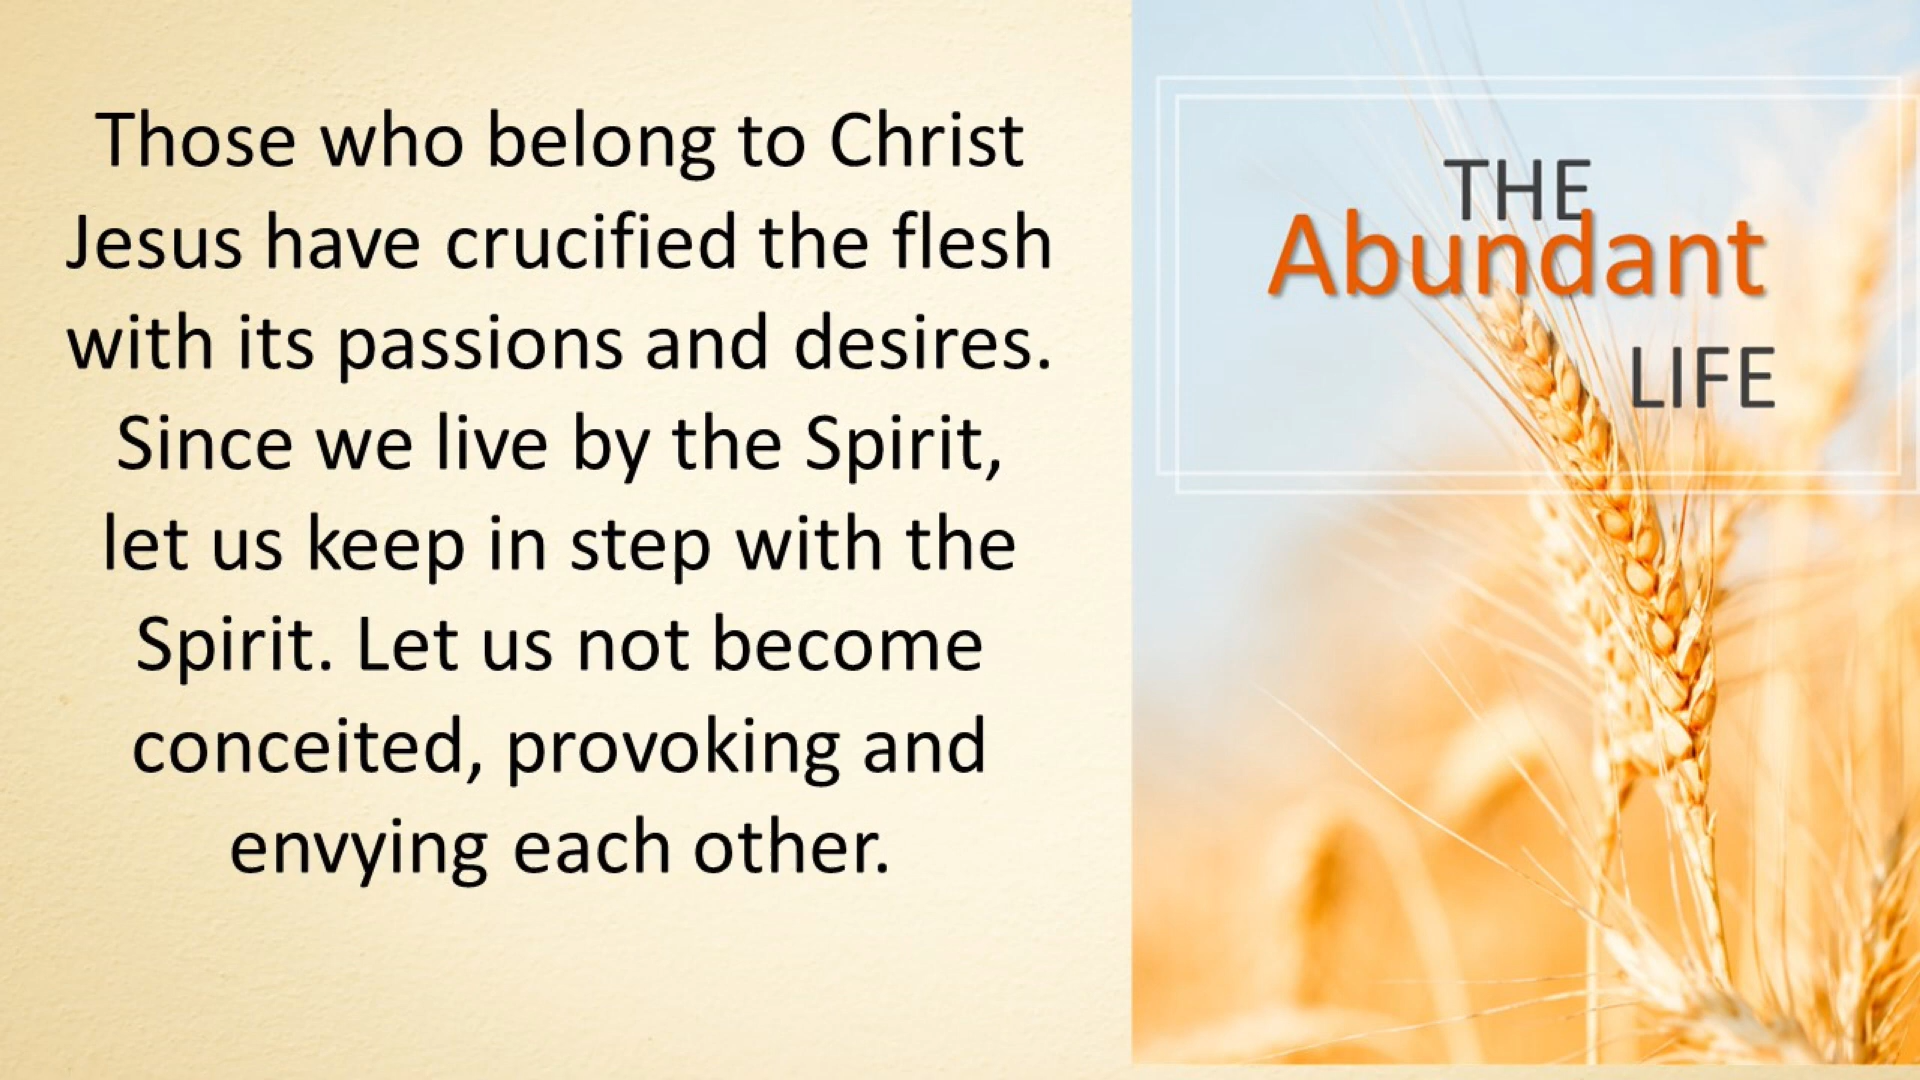 Those who belong to Christ
Jesus have crucified the flesh
with its passions and desires.
Since we live by the Spirit,
let us keep in step with the
Spirit. Let us not become
conceited, provoking and
envying each other.
THE
Abundant
LIFE